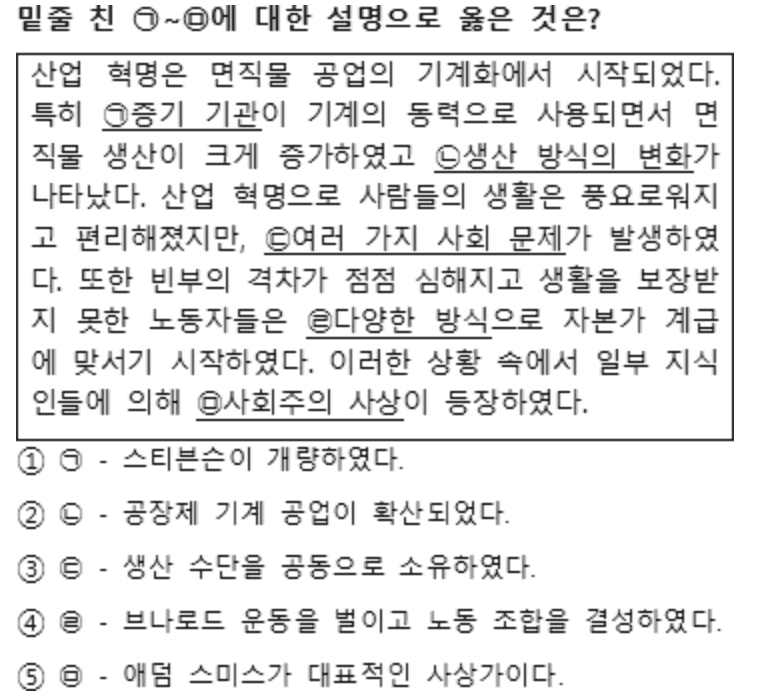 밑줄 친 ㉠~㉤에 대한 설명으로 옳은 것은?
산업 혁명은 면직물 공업의 기계화에서 시작되었다.
특히 ㉠증기 기관이 기계의 동력으로 사용되면서 면
직물 생산이 크게 증가하였고 ㉡생산 방식의 변화가
나타났다. 산업 혁명으로 사람들의 생활은 풍요로워지
고 편리해졌지만, ㉢여러 가지 사회 문제가 발생하였
다. 또한 빈부의 격차가 점점 심해지고 생활을 보장받
지 못한 노동자들은 ㉣다양한 방식으로 자본가 계급
에 맞서기 시작하였다. 이러한 상황 속에서 일부 지식
인들에 의해 ㉤사회주의 사상이 등장하였다.
① ㉠ - 스티븐슨이 개량하였다.
② ㉡ - 공장제 기계 공업이 확산되었다.
③ ㉢ - 생산 수단을 공동으로 소유하였다.
④ ㉣ - 브나로드 운동을 벌이고 노동 조합을 결성하였다.
⑤ ㉤ - 애덤 스미스가 대표적인 사상가이다.